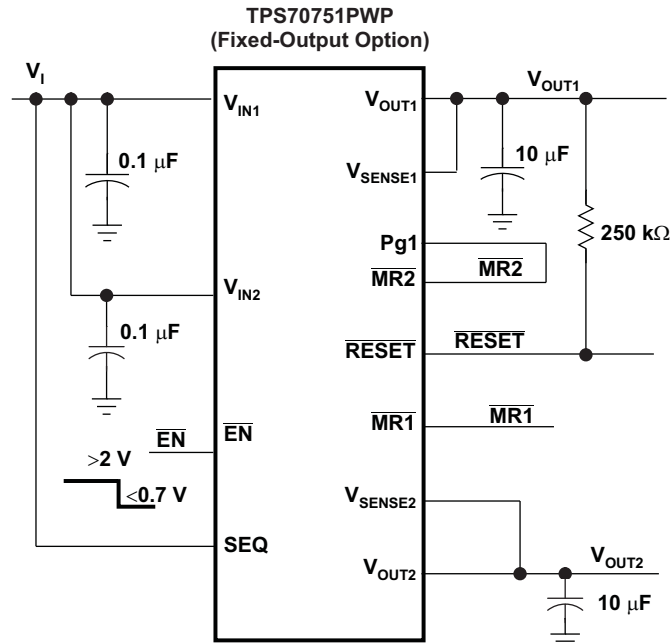 TPS70751PWP
(Fixed-Output Option)
VI
VIN1
VOUT1
VOUT1
0.1 μF
10 μF
VSENSE1
250 kΩ
Pg1
MR2
MR2
VIN2
0.1 μF
RESET
RESET
MR1
MR1
EN
EN
>2 V
<0.7 V
VSENSE2
SEQ
VOUT2
VOUT2
10 μF